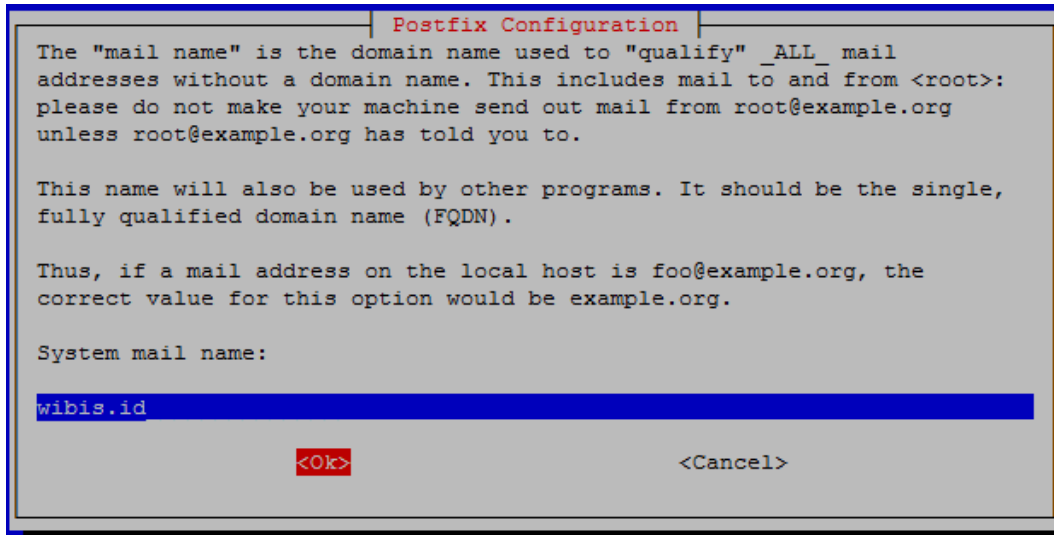 Postfix Configuration
The "mail name" is the domain name used to "qualify" _ALL_ mail
addresses without a domain name. This includes mail to and from <root>:
please do not make your machine send out mail from root@example.org
unless root@example.org has told you to.
This name will also be used by other programs. It should be the single,
fully qualified domain name (FQDN).
Thus, if a mail address on the local host is foo@example.org, the
correct value for this option would be example.org.
System mail name:
wibis.id
<Ok> <Cancel>